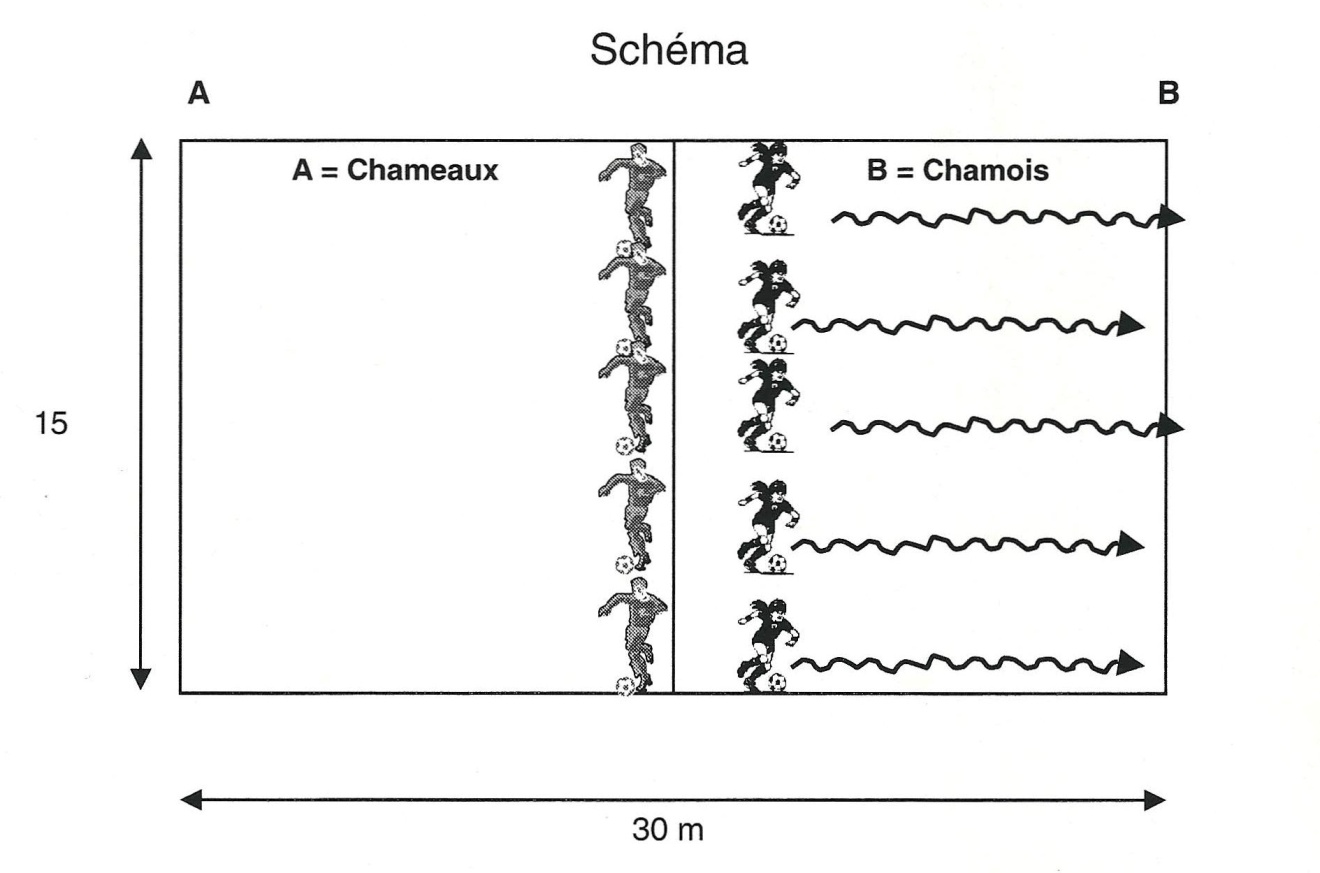 Schéma
A
B
A = Chameaux
B = Chamois
15
30 m